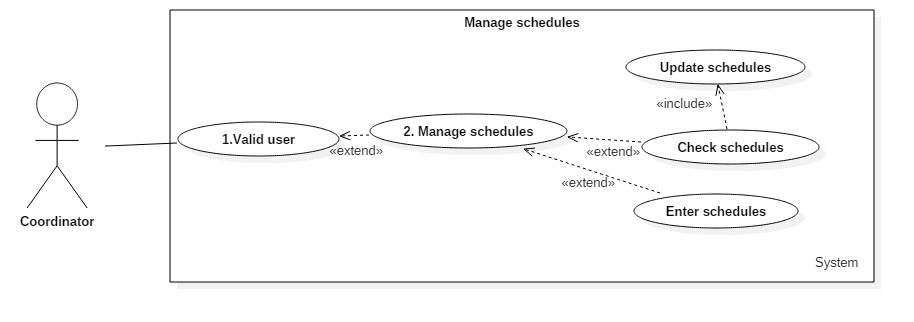 Manage schedules
Update schedules
«include»
1.Valid user
2. Manage schedules
«extend»
«extend»
Check schedules
«extend»
Enter schedules
Coordinator
System